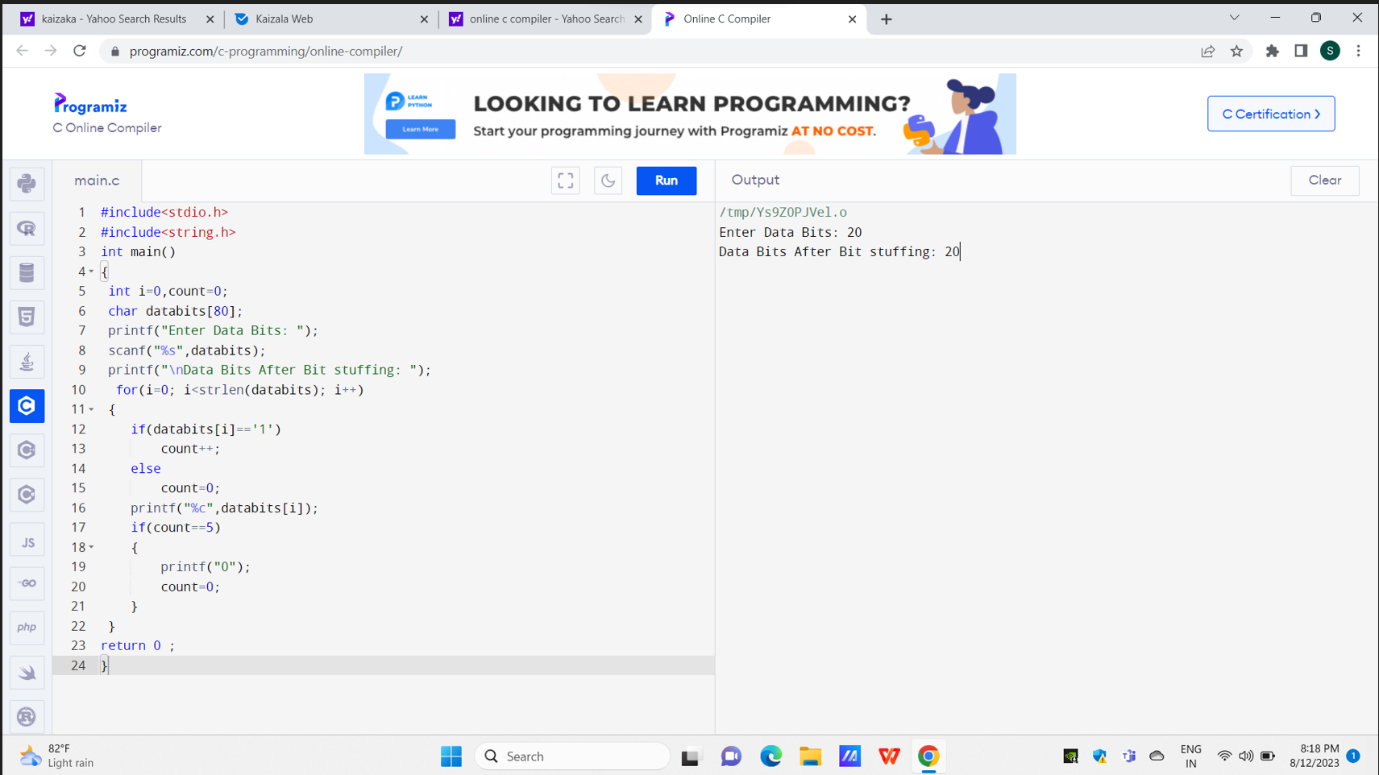 kaizaka - Yahoo Search Results
Kaizala Web
online c compiler - Yahoo Search
Online C Compiler
programiz.com/c-programming/online-compiler/
S
Programiz
C Online Compiler
LEARN
PYTHON
Learn More
LOOKING TO LEARN PROGRAMMING?
Start your programming journey with Programiz AT NO COST.
C Certification >
main.c
Run
Output
Clear
1 #include<stdio.h>
2 #include<string.h>
3 int main()
4 {
5 int i=0,count=0;
6 char databits[80];
7 printf("Enter Data Bits: ");
8 scanf("%s",databits);
9 printf("\nData Bits After Bit stuffing: ");
10 for(i=0; i<strlen(databits); i++)
11 {
12 if(databits[i]=='1')
13 count++;
14 else
15 count=0;
16 printf("%c",databits[i]);
17 if(count==5)
18 {
19 printf("0");
20 count=0;
21 }
22 }
23 return 0 ;
24 }
/tmp/Ys9ZOPJVel.o
Enter Data Bits: 20
Data Bits After Bit stuffing: 20
JS
GO
php
82°F
Light rain
Search
ENG
IN
8:18 PM
8/12/2023
1